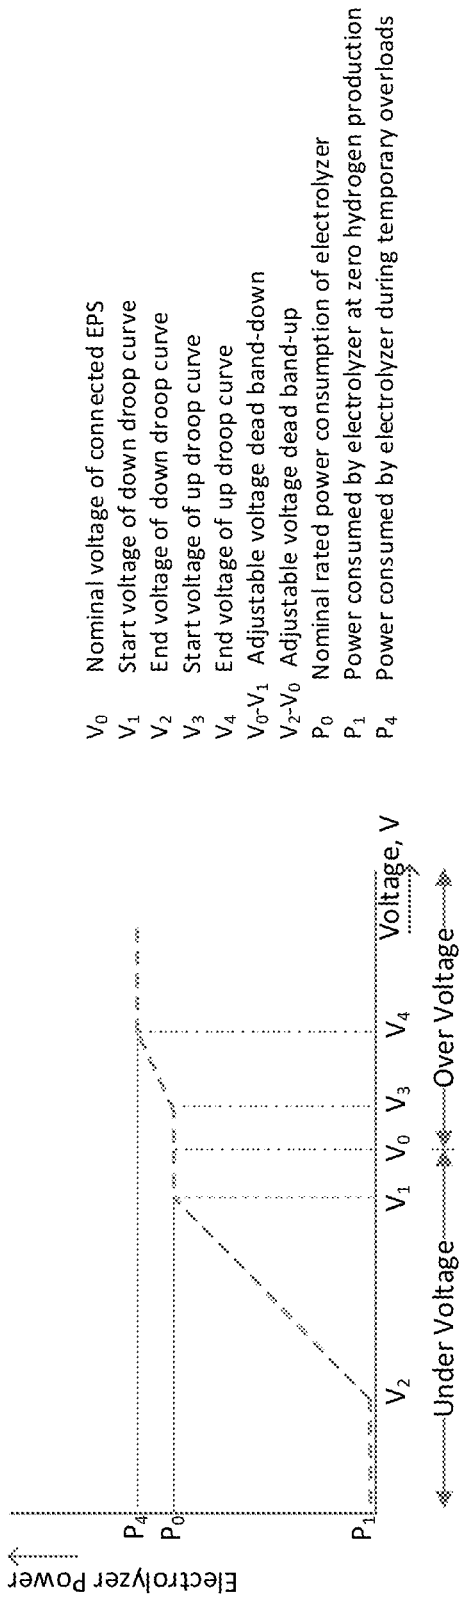 Electrolyzer Power
P₄
P₀
P₁
V₂
V₁
V₀
V₃
V₄
Voltage, V
Under Voltage
Over Voltage
V₀ Nominal voltage of connected EPS
V₁ Start voltage of down droop curve
V₂ End voltage of down droop curve
V₃ Start voltage of up droop curve
V₄ End voltage of up droop curve
V₀-V₁ Adjustable voltage dead band-down
V₂-V₀ Adjustable voltage dead band-up
P₀ Nominal rated power consumption of electrolyzer
P₁ Power consumed by electrolyzer at zero hydrogen production
P₄ Power consumed by electrolyzer during temporary overloads